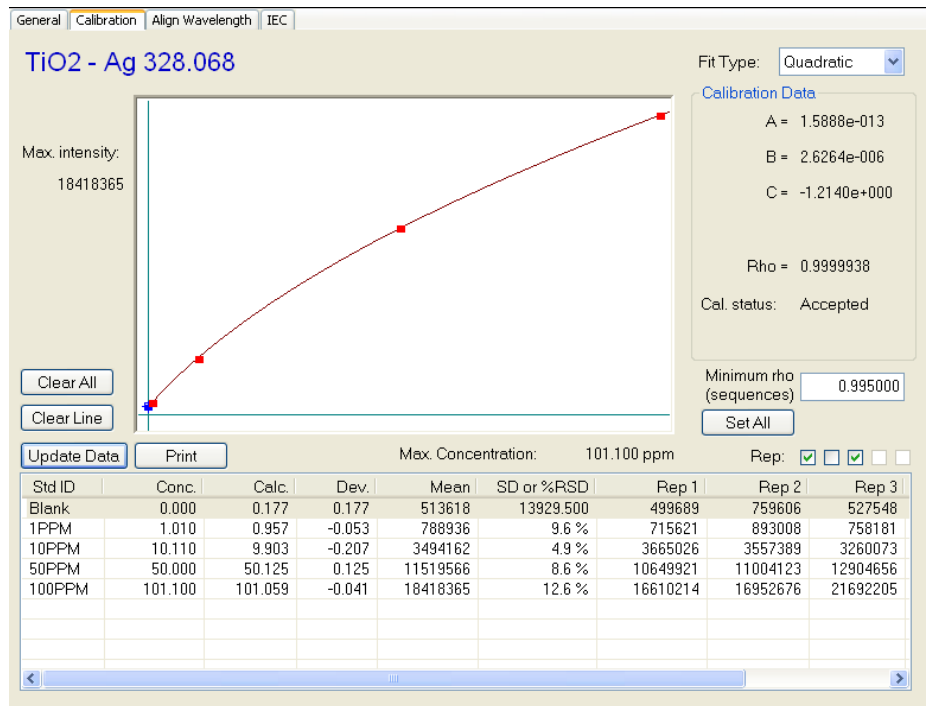 General Calibration Align Wavelength IEC
TiO2 - Ag 328.068
Fit Type: Quadratic
Calibration Data
A = 1.5888e-013
Max. intensity:
B = 2.6264e-006
18418365
C = -1.2140e+000
Rho = 0.9999938
Cal. status: Accepted
Clear All
Minimum rho
(sequences) 0.995000
Clear Line
Set All
Update Data Print Max. Concentration: 101.100 ppm Rep:
Std ID Conc. Calc. Dev. Mean SD or %RSD Rep 1 Rep 2 Rep 3
Blank 0.000 0.177 0.177 513618 13929.500 499689 759606 527548
1PPM 1.010 0.957 -0.053 788936 9.6 % 715621 893008 758181
10PPM 10.110 9.903 -0.207 3494162 4.9 % 3665026 3557389 3260073
50PPM 50.000 50.125 0.125 11519566 8.6 % 10649921 11004123 12904656
100PPM 101.100 101.059 -0.041 18418365 12.6 % 16610214 16952676 21692205